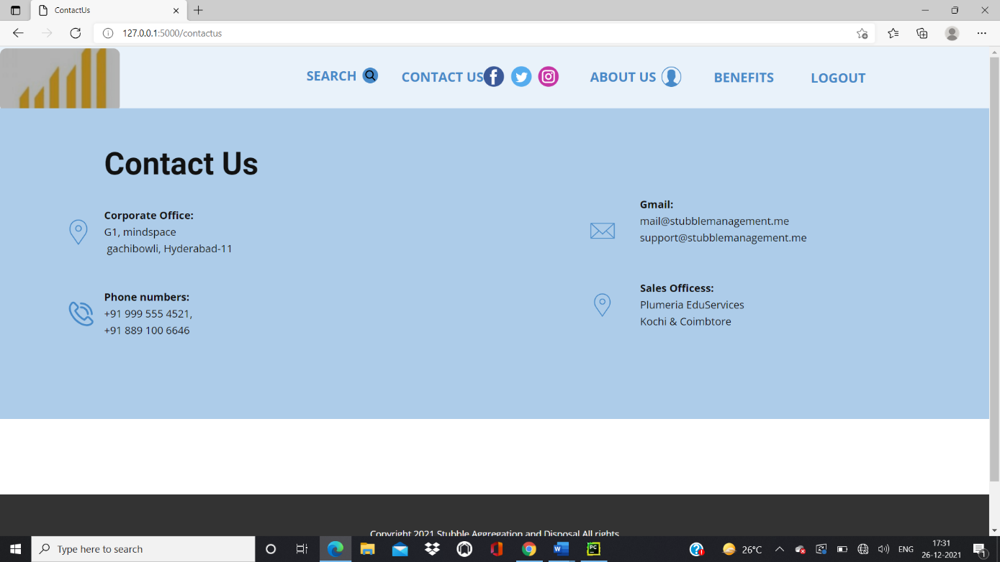 ContactUs
127.0.0.1:5000/contactus
SEARCH
CONTACT US
ABOUT US
BENEFITS
LOGOUT
Contact Us
Corporate Office:
G1, mindspace
gachibowli, Hyderabad-11
Phone numbers:
+91 999 555 4521,
+91 889 100 6646
Gmail:
mail@stubblemanagement.me
support@stubblemanagement.me
Sales Officess:
Plumeria EduServices
Kochi & Coimbtore
Copyright 2021 Stubble Aggregation and Disposal All rights
Type here to search
W
PC
26°C
ENG
17:31
26-12-2021
1